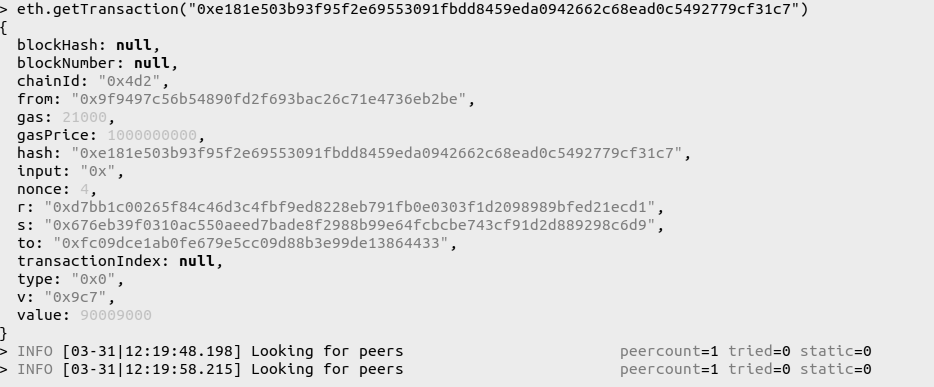 > eth.getTransaction("0xe181e503b93f95f2e69553091fbdd8459eda0942662c68ead0c5492779cf31c7")
{
  blockHash: null,
  blockNumber: null,
  chainId: "0x4d2",
  from: "0x9f9497c56b54890fd2f693bac26c71e4736eb2be",
  gas: 21000,
  gasPrice: 1000000000,
  hash: "0xe181e503b93f95f2e69553091fbdd8459eda0942662c68ead0c5492779cf31c7",
  input: "0x",
  nonce: 4,
  r: "0xd7bb1c00265f84c46d3c4fbf9ed8228eb791fb0e0303f1d2098989bfed21ecd1",
  s: "0x676eb39f0310ac550aeed7bade8f2988b99e64fcbcbe743cf91d2d889298c6d9",
  to: "0xfc09dce1ab0fe679e5cc09d88b3e99de13864433",
  transactionIndex: null,
  type: "0x0",
  v: "0x9c7",
  value: 90009000
}
> INFO [03-31|12:19:48.198] Looking for peers                        peercount=1 tried=0 static=0
> INFO [03-31|12:19:58.215] Looking for peers                        peercount=1 tried=0 static=0